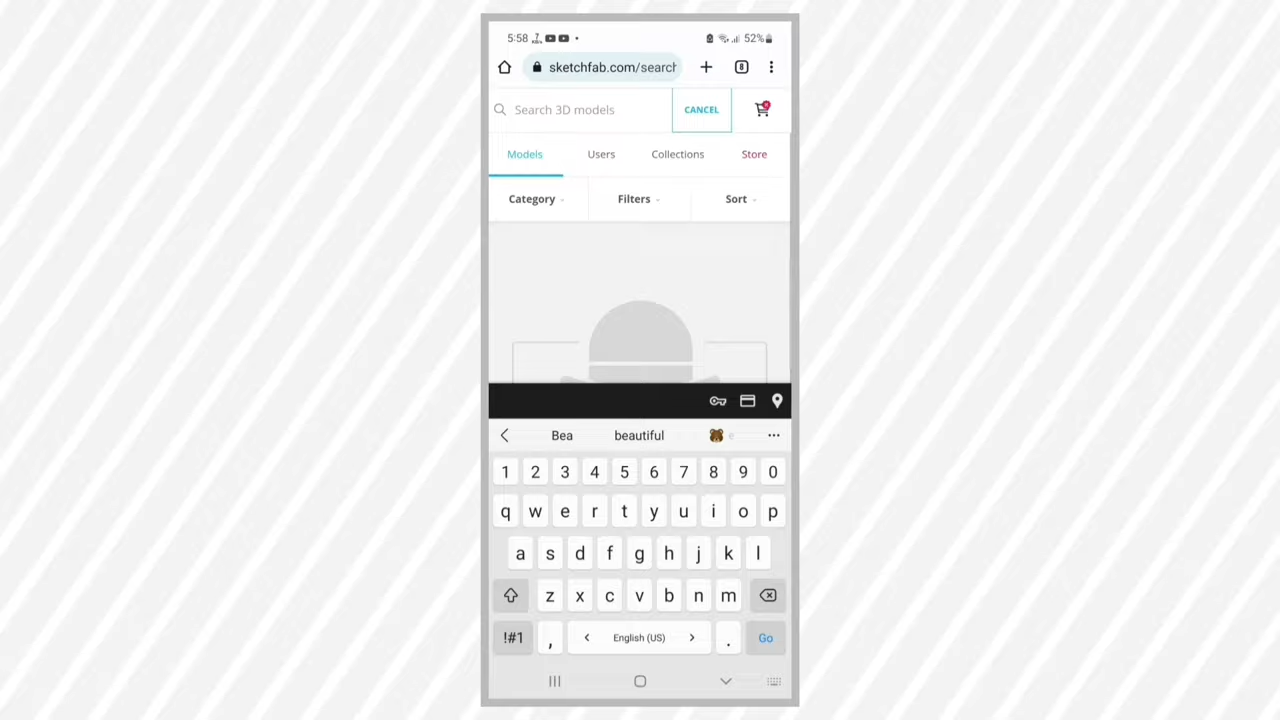 5:58 52%
sketchfab.com/search 8
Search 3D models CANCEL
Models Users Collections Store
Category Filters Sort
Bea beautiful e
1 2 3 4 5 6 7 8 9 0
q w e r t y u i o p
a s d f g h j k l
z x c v b n m
!#1 , < English (US) > . Go